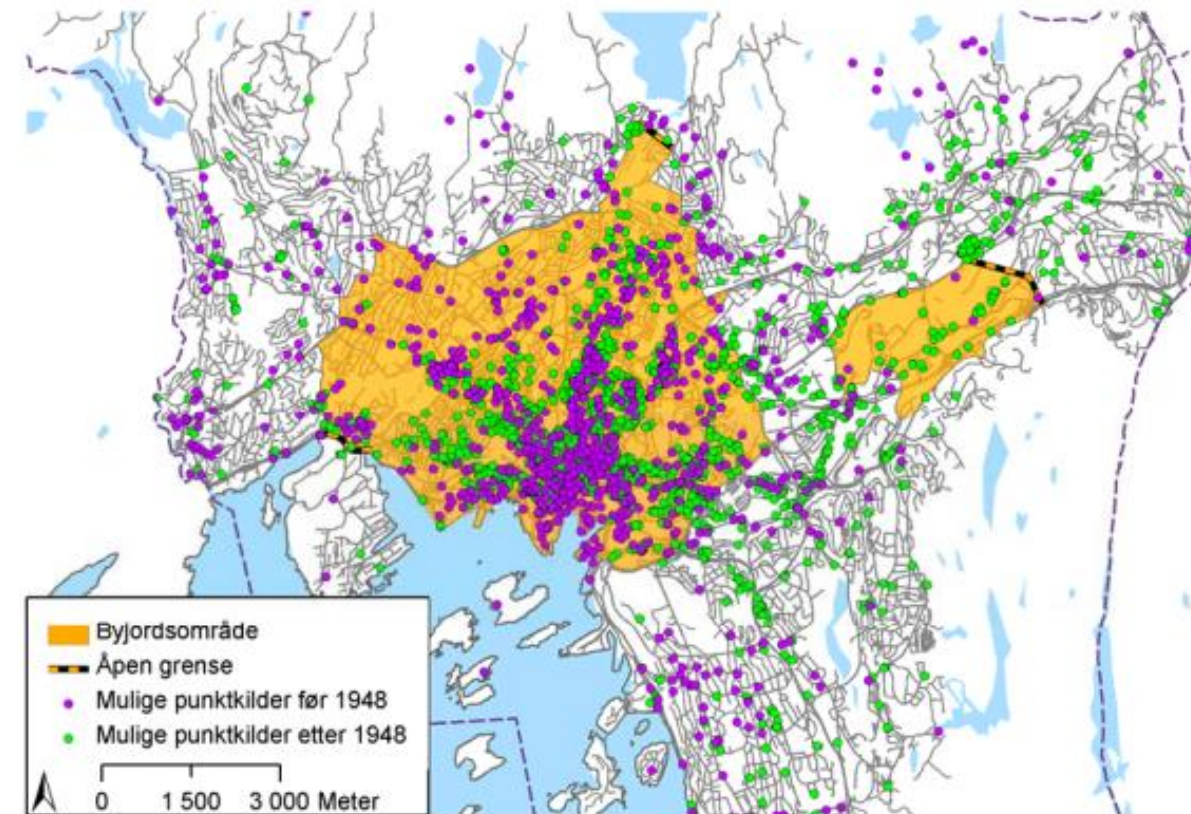 Byjordsområde
Åpen grense
Mulige punktkilder før 1948
Mulige punktkilder etter 1948
0 1 500 3 000 Meter